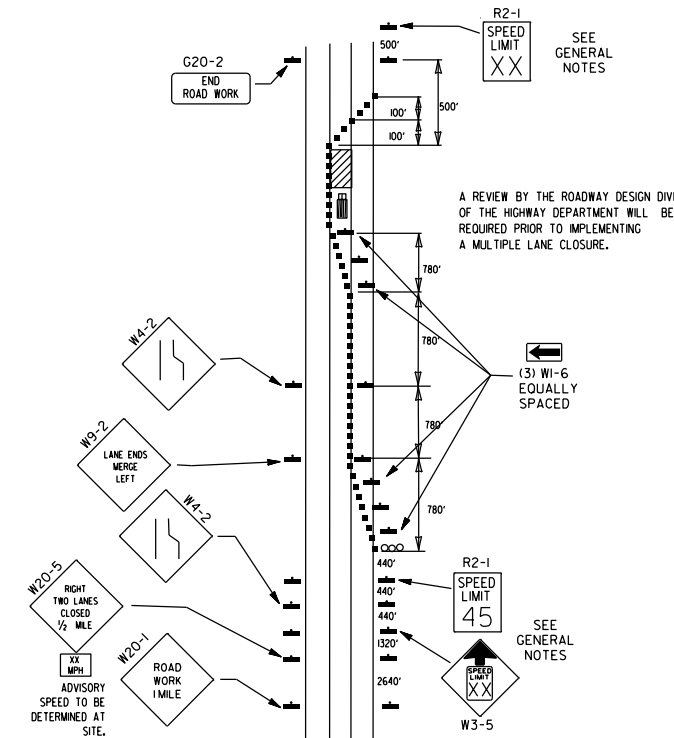 R2-1
SPEED
LIMIT
XX
SEE
GENERAL
NOTES
500'
G20-2
END
ROAD WORK
500'
100'
100'
A REVIEW BY THE ROADWAY DESIGN DIVI
OF THE HIGHWAY DEPARTMENT WILL BE
REQUIRED PRIOR TO IMPLEMENTING
A MULTIPLE LANE CLOSURE.
780'
780'
W4-2
(3) W1-6
EQUALLY
SPACED
780'
W9-2
LANE ENDS
MERGE
LEFT
780'
W4-2
440'
R2-1
SPEED
LIMIT
45
440'
440'
W20-5
RIGHT
TWO LANES
CLOSED
½ MILE
XX
MPH
ADVISORY
SPEED TO BE
DETERMINED AT
SITE.
W20-1
ROAD
WORK
1 MILE
1320'
2640'
SEE
GENERAL
NOTES
SPEED
LIMIT
XX
W3-5